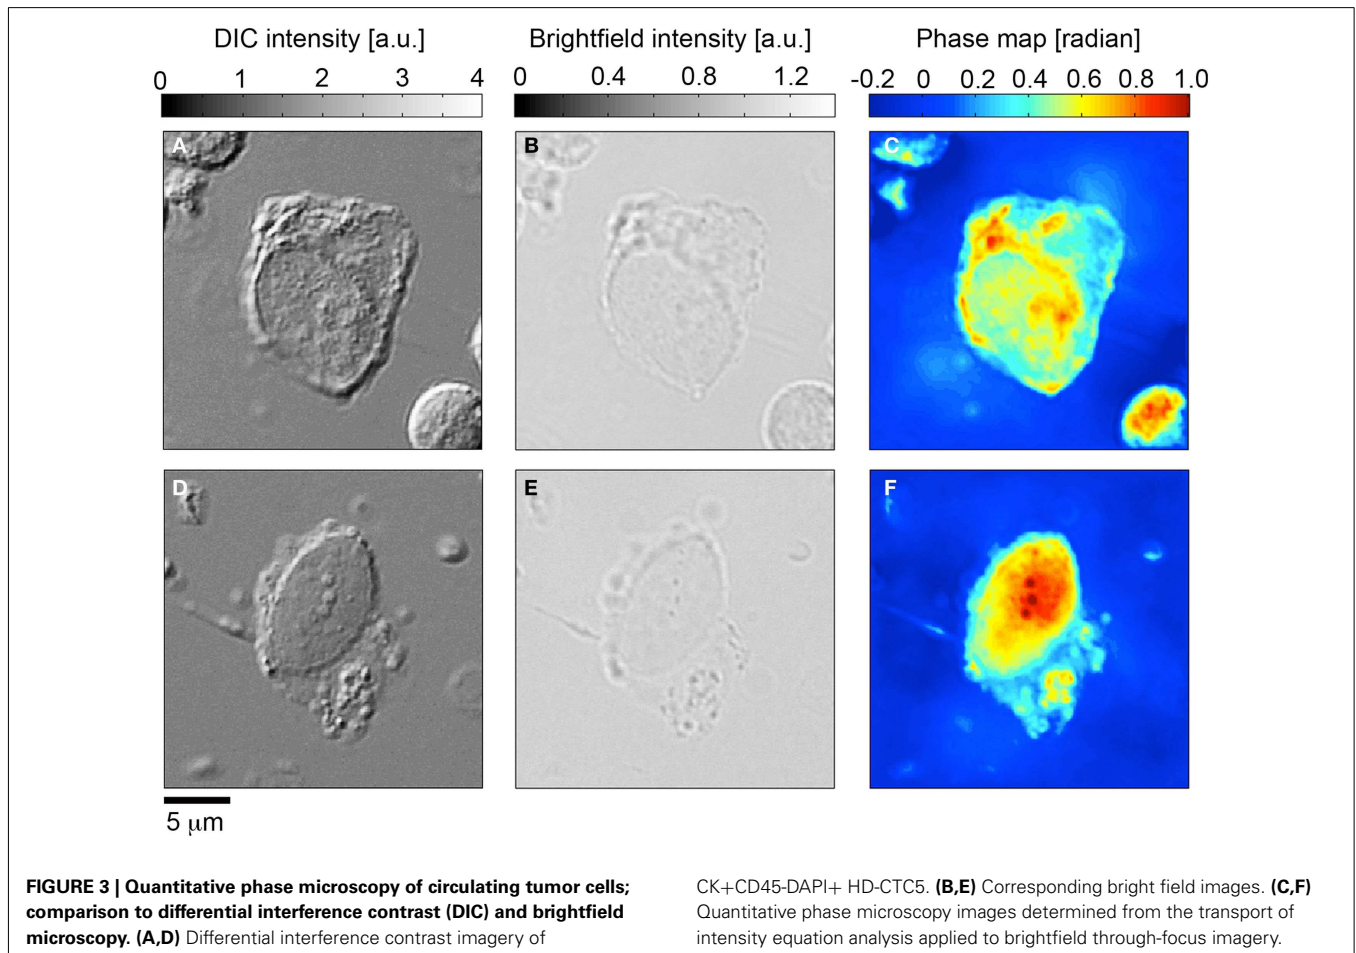 DIC intensity [a.u.]
Brightfield intensity [a.u.]
Phase map [radian]
0 1 2 3 4
0 0.4 0.8 1.2
-0.2 0 0.2 0.4 0.6 0.8 1.0
A
B
C
D
E
F
5 μm
FIGURE 3 | Quantitative phase microscopy of circulating tumor cells;
comparison to differential interference contrast (DIC) and brightfield
microscopy. (A,D) Differential interference contrast imagery of
CK+CD45-DAPI+ HD-CTC5. (B,E) Corresponding bright field images. (C,F)
Quantitative phase microscopy images determined from the transport of
intensity equation analysis applied to brightfield through-focus imagery.